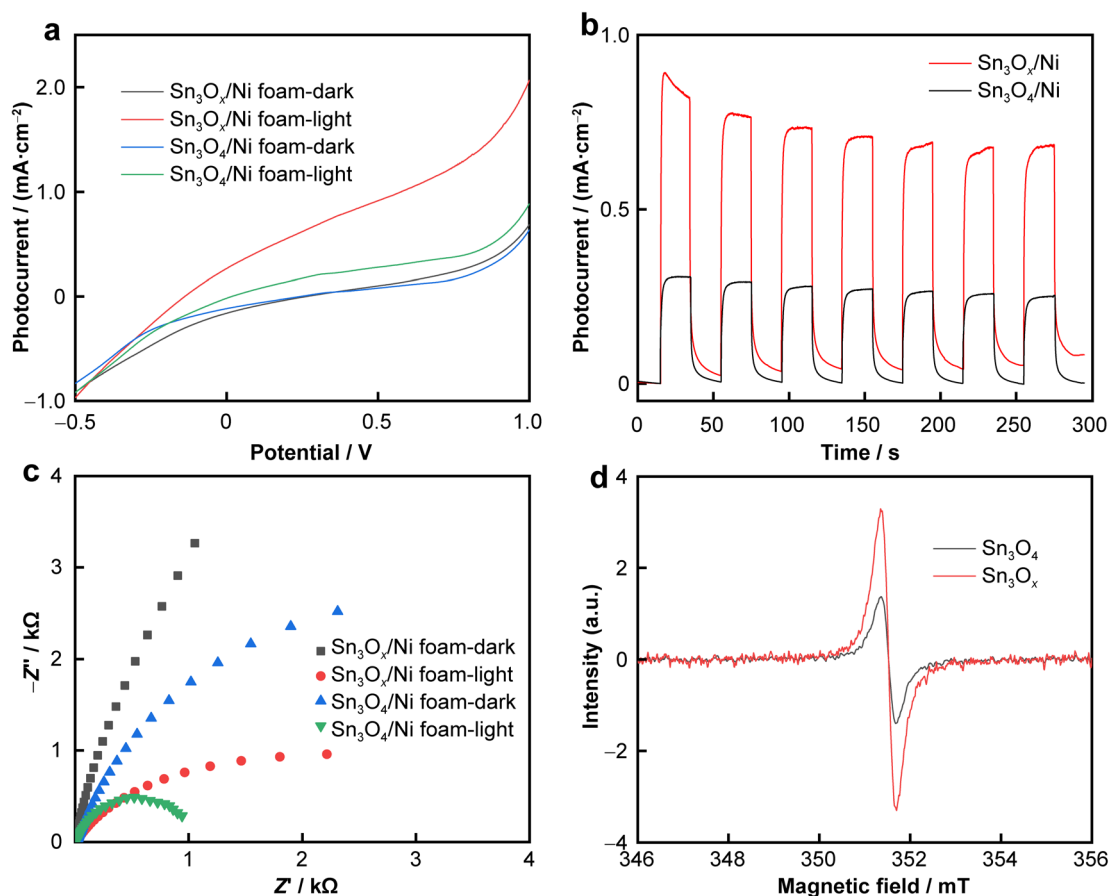 a
2.0
1.0
0
−1.0
Photocurrent / (mA·cm⁻²)
Sn₃Oₓ/Ni foam-dark
Sn₃Oₓ/Ni foam-light
Sn₃O₄/Ni foam-dark
Sn₃O₄/Ni foam-light
−0.5 0 0.5 1.0
Potential / V
b
1.0
0.5
0
Photocurrent / (mA·cm⁻²)
Sn₃Oₓ/Ni
Sn₃O₄/Ni
0 50 100 150 200 250 300
Time / s
c
4
3
2
1
0
−Z″ / kΩ
Sn₃Oₓ/Ni foam-dark
Sn₃Oₓ/Ni foam-light
Sn₃O₄/Ni foam-dark
Sn₃O₄/Ni foam-light
1 2 3 4
Z′ / kΩ
d
4
2
0
−2
−4
Intensity (a.u.)
Sn₃O₄
Sn₃Oₓ
346 348 350 352 354 356
Magnetic field / mT